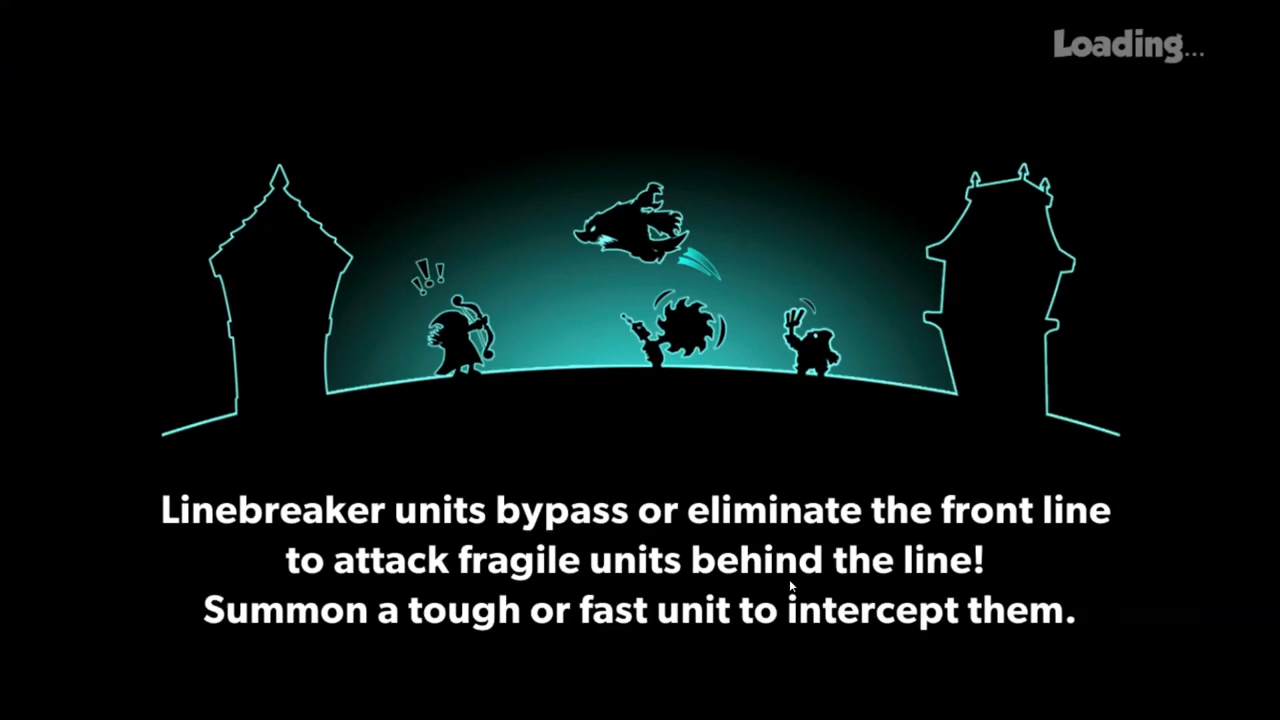 Loading...
!!!
Linebreaker units bypass or eliminate the front line
to attack fragile units behind the line!
Summon a tough or fast unit to intercept them.